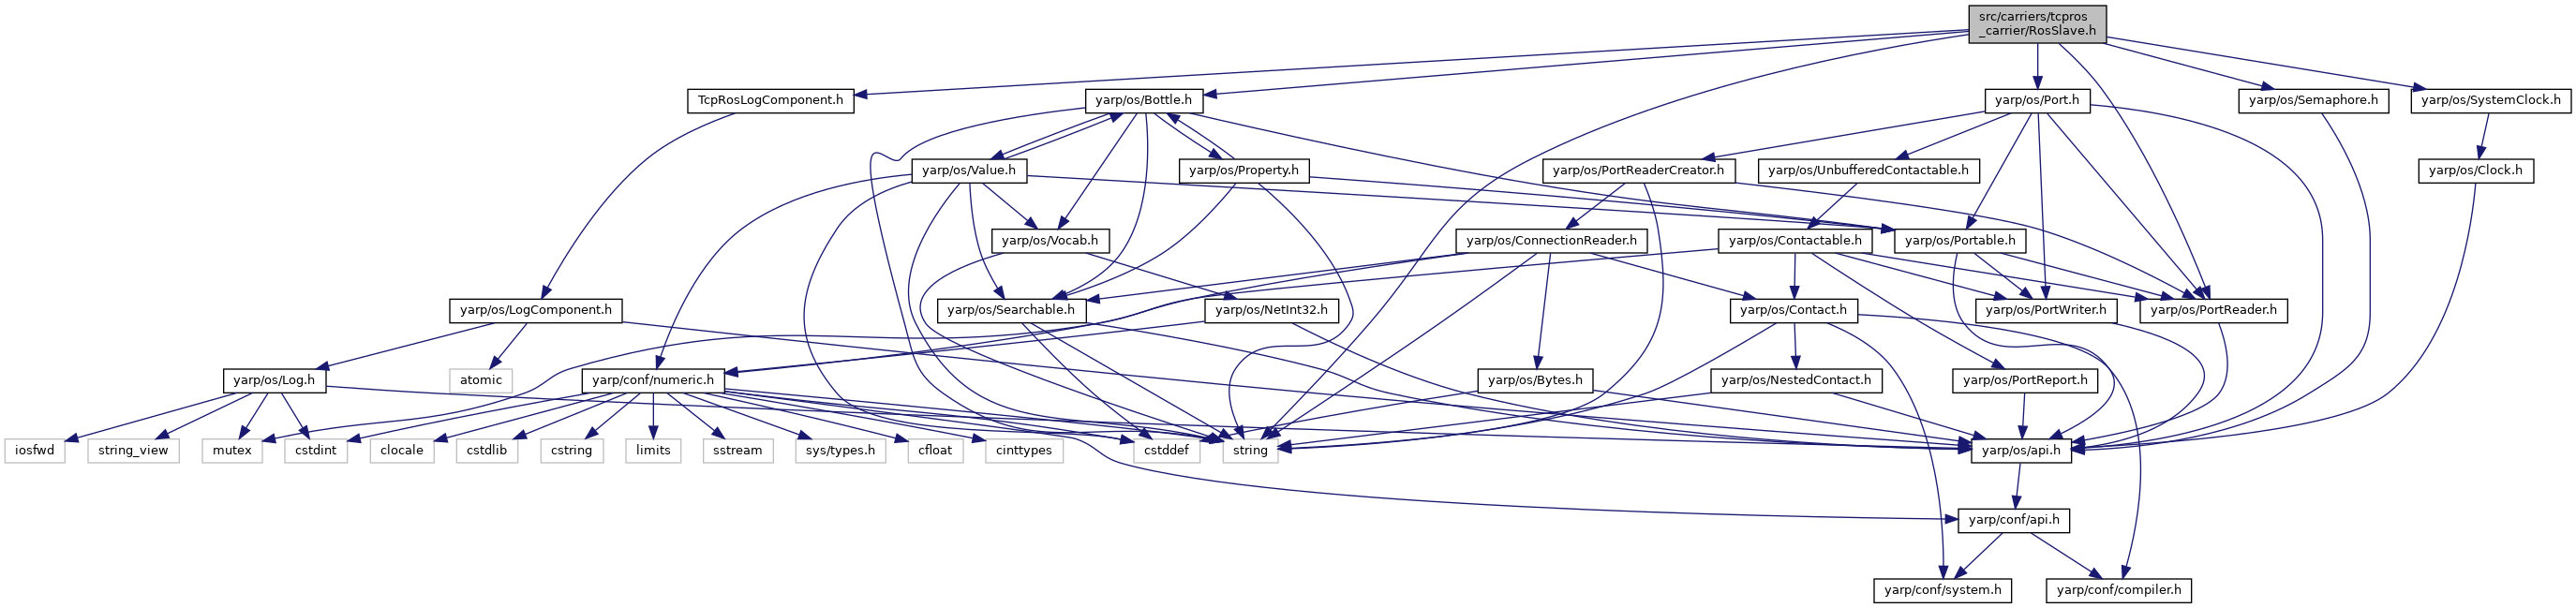 src/carriers/tcpros
_carrier/RosSlave.h
TcpRosLogComponent.h
yarp/os/Bottle.h
yarp/os/Port.h
yarp/os/Semaphore.h
yarp/os/SystemClock.h
yarp/os/Value.h
yarp/os/Property.h
yarp/os/PortReaderCreator.h
yarp/os/UnbufferedContactable.h
yarp/os/Clock.h
yarp/os/Vocab.h
yarp/os/ConnectionReader.h
yarp/os/Contactable.h
yarp/os/Portable.h
yarp/os/LogComponent.h
yarp/os/Searchable.h
yarp/os/NetInt32.h
yarp/os/Contact.h
yarp/os/PortWriter.h
yarp/os/PortReader.h
yarp/os/Log.h
atomic
yarp/conf/numeric.h
yarp/os/Bytes.h
yarp/os/NestedContact.h
yarp/os/PortReport.h
iosfwd
string_view
mutex
cstdint
clocale
cstdlib
cstring
limits
sstream
sys/types.h
cfloat
cinttypes
cstddef
string
yarp/os/api.h
yarp/conf/api.h
yarp/conf/system.h
yarp/conf/compiler.h